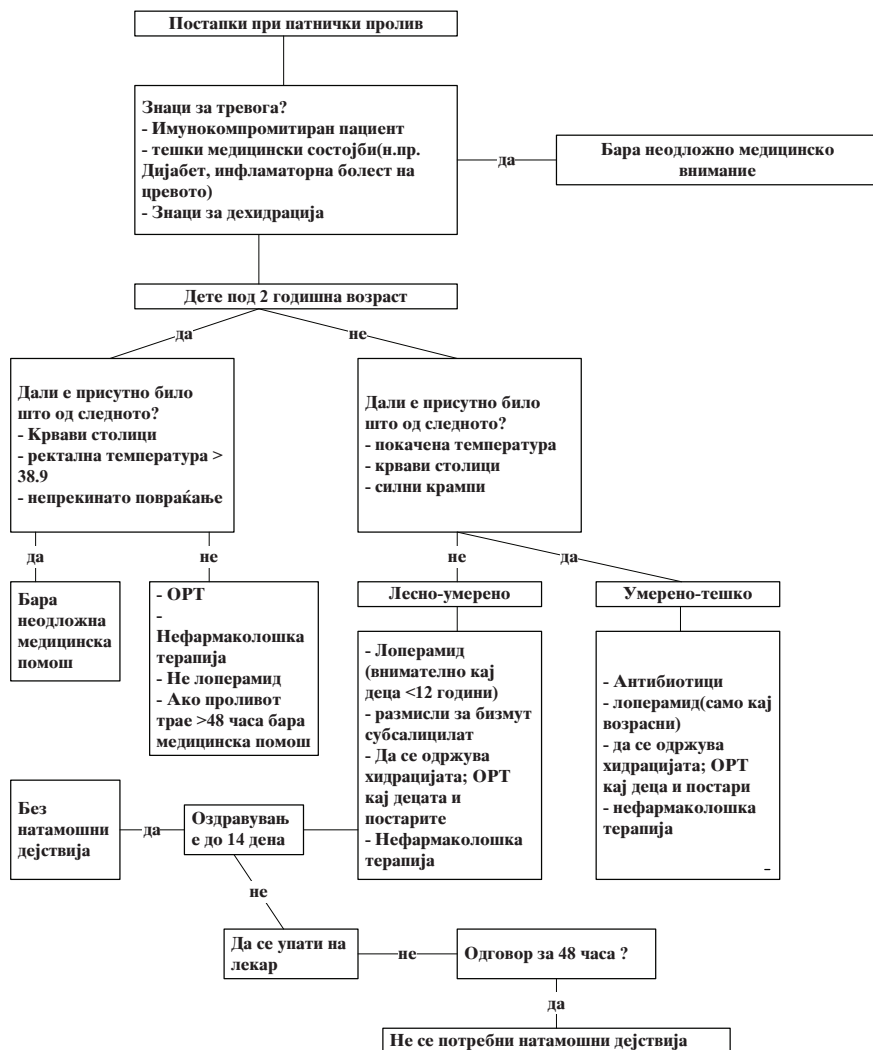 Постапки при патнички пролив
Знаци за тревога?
- Имунокомпромитиран пациент
- тешки медицински состојби(н.пр.
Дијабет, инфламаторна болест на
цревото)
- Знаци за дехидрација
да
Бара неодложно медицинско
внимание
Дете под 2 годишна возраст
да
не
Дали е присутно било
што од следното?
- Крвави столици
- ректална температура >
38.9
- непрекинато повраќање
Дали е присутно било
што од следното?
- покачена температура
- крвави столици
- силни крампи
да
не
не
да
Бара
неодложна
медицинска
помош
- ОРТ
-
Нефармаколошка
терапија
- Не лоперамид
- Ако проливот
трае >48 часа бара
медицинска помош
Лесно-умерено
Умерено-тешко
- Лоперамид
(внимателно кај
деца <12 години)
- размисли за бизмут
субсалицилат
- Да се одржува
хидрацијата; ОРТ
кај децата и
постарите
- Нефармаколошка
терапија
- Антибиотици
- лоперамид(само кај
возрасни)
- да се одржува
хидрацијата; ОРТ
кај деца и постари
- нефармаколошка
терапија
-
Без
натамошни
дејствија
да
Оздравувањ
е до 14 дена
не
Да се упати на
лекар
не
Одговор за 48 часа ?
да
Не се потребни натамошни дејствија